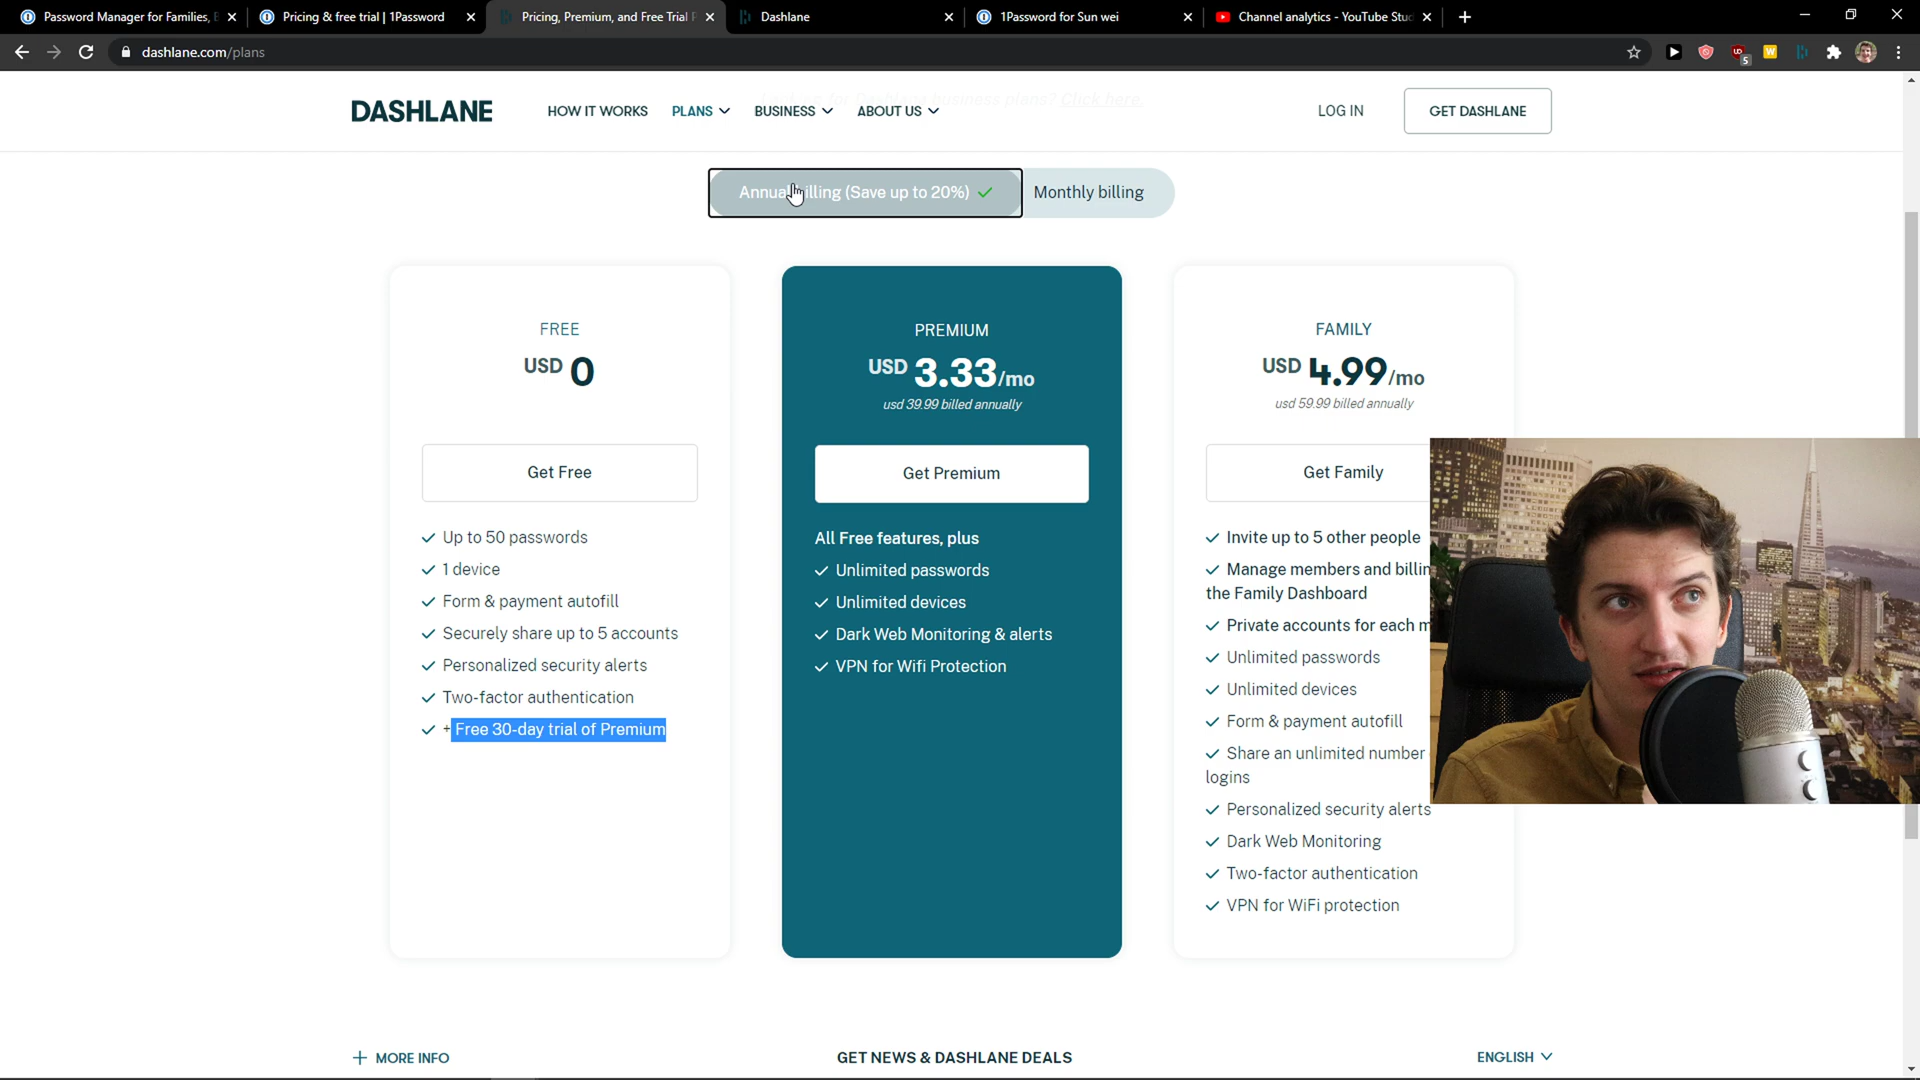 Password Manager for Families,
Pricing & free trial | 1Password
Pricing, Premium, and Free Trial
Dashlane
1Password for Sun wei
Channel analytics - YouTube Stu
dashlane.com/plans
5
DASHLANE
HOW IT WORKS
PLANS
BUSINESS
ABOUT US
LOG IN
GET DASHLANE
business plans? Click here.
Annual billing (Save up to 20%)
Monthly billing
FREE
USD 0
Get Free
Up to 50 passwords
1 device
Form & payment autofill
Securely share up to 5 accounts
Personalized security alerts
Two-factor authentication
+ Free 30-day trial of Premium
PREMIUM
USD 3.33/mo
usd 39.99 billed annually
Get Premium
All Free features, plus
Unlimited passwords
Unlimited devices
Dark Web Monitoring & alerts
VPN for Wifi Protection
FAMILY
USD 4.99/mo
usd 59.99 billed annually
Get Family
Invite up to 5 other people
Manage members and billin
the Family Dashboard
Private accounts for each m
Unlimited passwords
Unlimited devices
Form & payment autofill
Share an unlimited number
logins
Personalized security alerts
Dark Web Monitoring
Two-factor authentication
VPN for WiFi protection
+ MORE INFO
GET NEWS & DASHLANE DEALS
ENGLISH